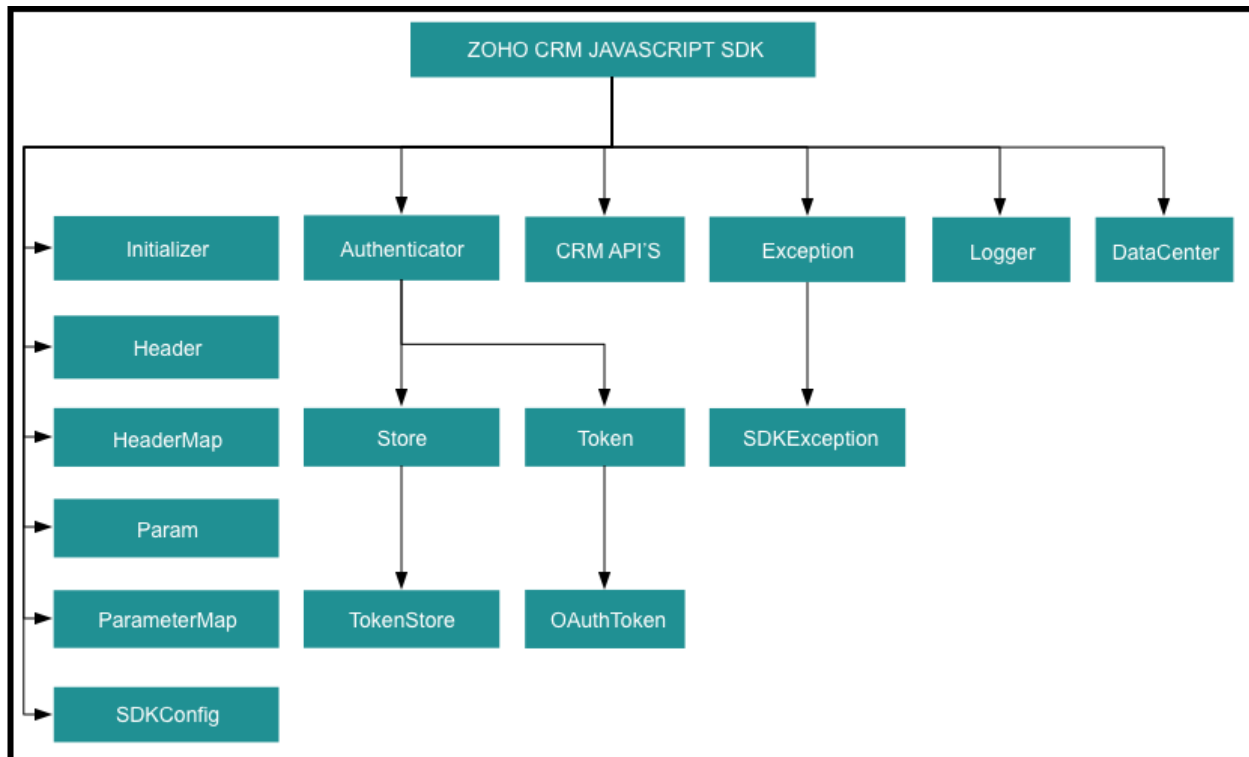 ZOHO CRM JAVASCRIPT SDK
Initializer
Authenticator
CRM API'S
Exception
Logger
DataCenter
Header
HeaderMap
Store
Token
SDKException
Param
ParameterMap
TokenStore
OAuthToken
SDKConfig